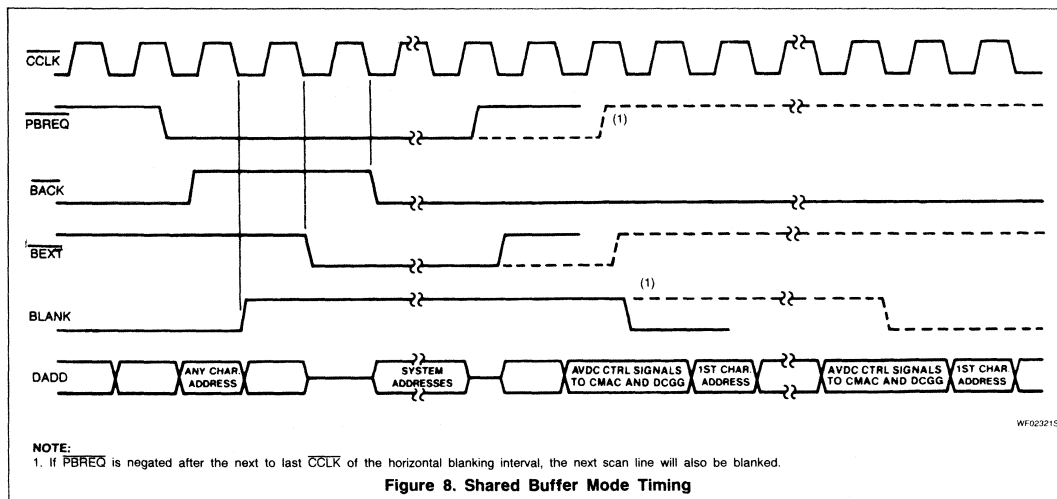 CCLK
PBREQ
(1)
BACK
BEXT
(1)
BLANK
DADD
ANY CHAR. ADDRESS
SYSTEM ADDRESSES
AVDC CTRL SIGNALS TO CMAC AND DCGG
1ST CHAR. ADDRESS
AVDC CTRL SIGNALS TO CMAC AND DCGG
1ST CHAR. ADDRESS
WF02321S
NOTE:
1. If PBREQ is negated after the next to last CCLK of the horizontal blanking interval, the next scan line will also be blanked.
Figure 8. Shared Buffer Mode Timing